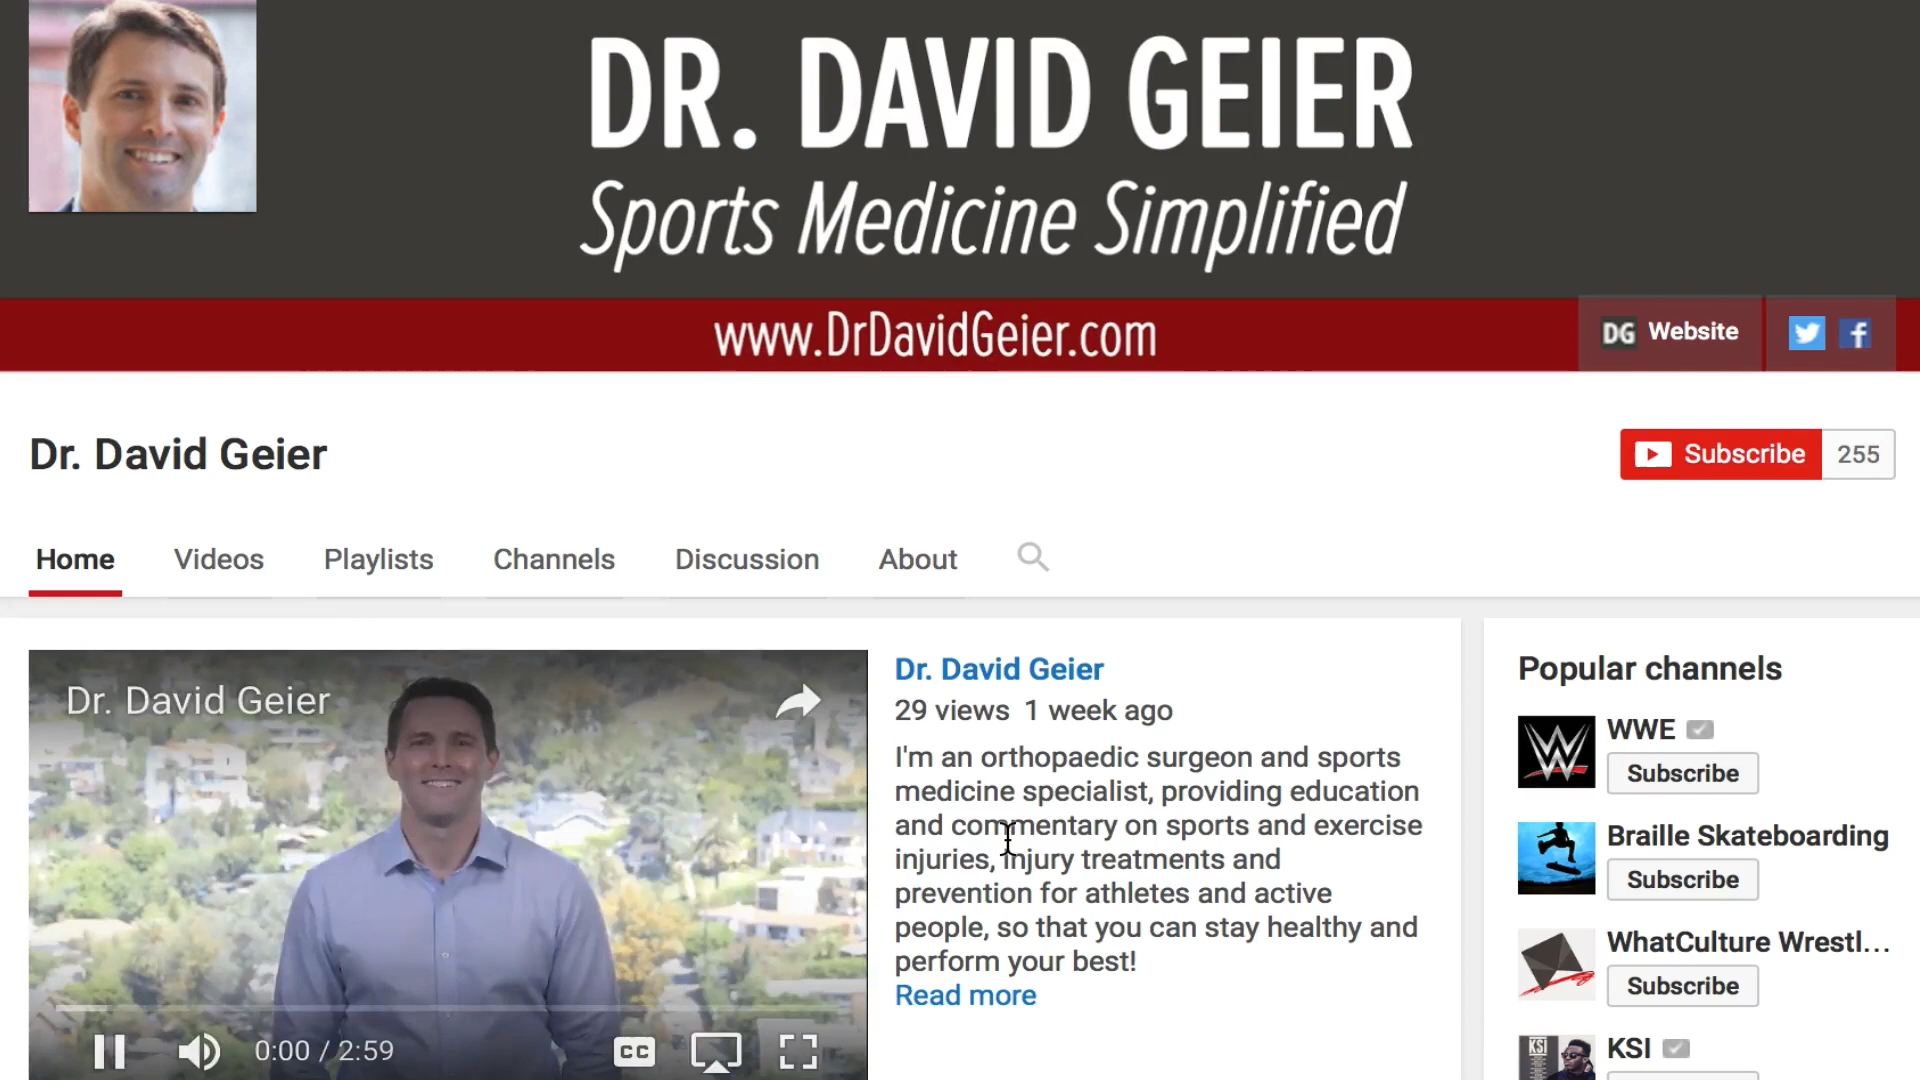 DR. DAVID GEIER
Sports Medicine Simplified
www.DrDavidGeier.com
DG Website
Dr. David Geier
Subscribe 255
Home Videos Playlists Channels Discussion About
Dr. David Geier
0:00 / 2:59
CC
Dr. David Geier
29 views 1 week ago
I'm an orthopaedic surgeon and sports
medicine specialist, providing education
and commentary on sports and exercise
injuries, injury treatments and
prevention for athletes and active
people, so that you can stay healthy and
perform your best!
Read more
Popular channels
WWE
Subscribe
Braille Skateboarding
Subscribe
WhatCulture Wrestl...
Subscribe
KSI
KSI